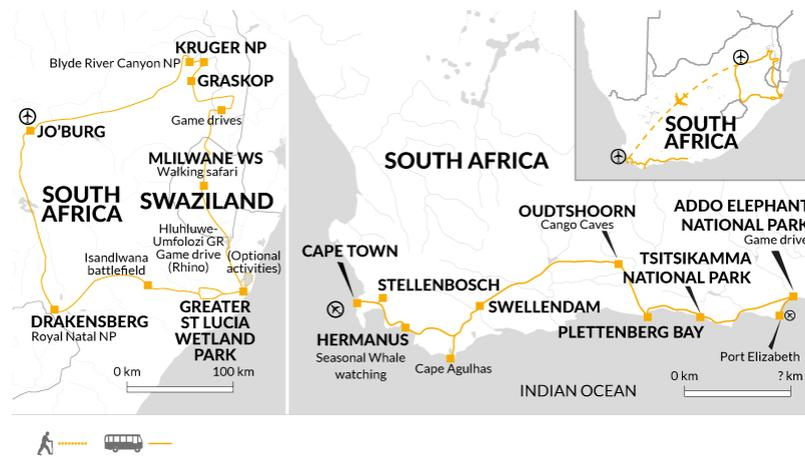 KRUGER NP
Blyde River Canyon NP
GRASKOP
Game drives
JO'BURG
MLILWANE WS
Walking safari
SOUTH
AFRICA
SWAZILAND
Hluhluwe-
Umfolozi GR
Game drive
(Rhino)
(Optional
activities)
Isandlwana
battlefield
DRAKENSBERG
Royal Natal NP
GREATER
ST LUCIA
WETLAND
PARK
0 km
100 km
SOUTH AFRICA
SOUTH
AFRICA
CAPE TOWN
STELLENBOSCH
HERMANUS
Seasonal Whale
watching
Cape Agulhas
SWELLENDAM
OUDTSHOORN
Cango Caves
PLETTENBERG BAY
TSITSIKAMMA
NATIONAL PARK
ADDO ELEPHANT
NATIONAL PARK
Game drive
Port Elizabeth
INDIAN OCEAN
0 km
? km